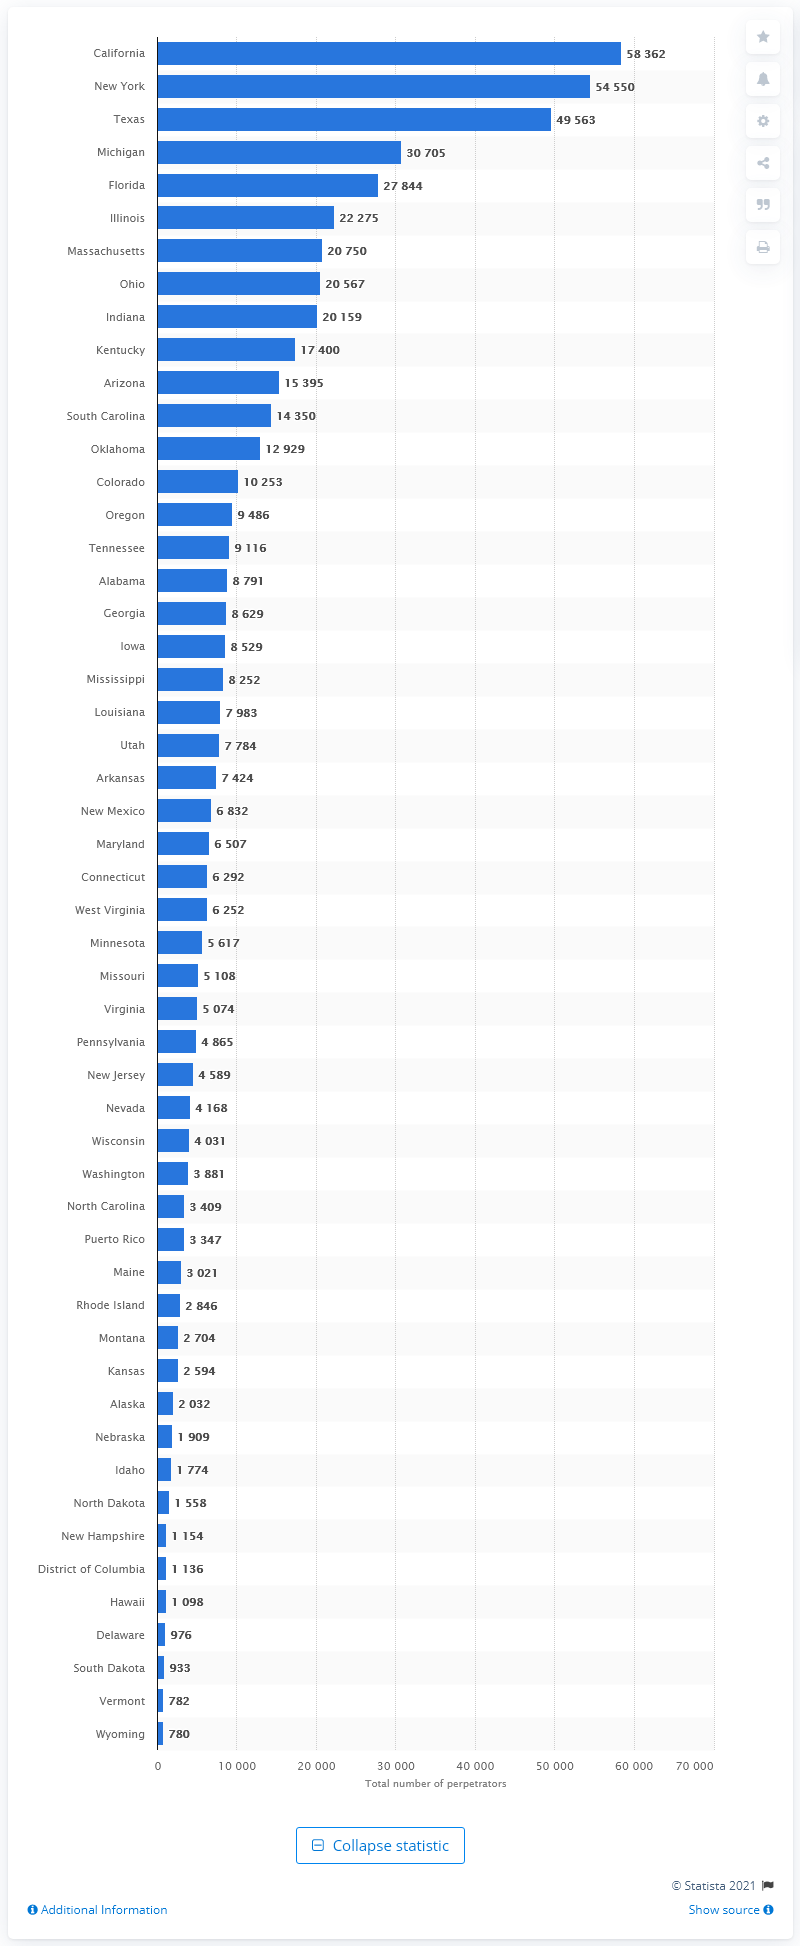 California 58 362
New York 54 550
Texas 49 563
Michigan 30 705
Florida 27 844
Illinois 22 275
Massachusetts 20 750
Ohio 20 567
Indiana 20 159
Kentucky 17 400
Arizona 15 395
South Carolina 14 350
Oklahoma 12 929
Colorado 10 253
Oregon 9 486
Tennessee 9 116
Alabama 8 791
Georgia 8 629
Iowa 8 529
Mississippi 8 252
Louisiana 7 983
Utah 7 784
Arkansas 7 424
New Mexico 6 832
Maryland 6 507
Connecticut 6 292
West Virginia 6 252
Minnesota 5 617
Missouri 5 108
Virginia 5 074
Pennsylvania 4 865
New Jersey 4 589
Nevada 4 168
Wisconsin 4 031
Washington 3 881
North Carolina 3 409
Puerto Rico 3 347
Maine 3 021
Rhode Island 2 846
Montana 2 704
Kansas 2 594
Alaska 2 032
Nebraska 1 909
Idaho 1 774
North Dakota 1 558
New Hampshire 1 154
District of Columbia 1 136
Hawaii 1 098
Delaware 976
South Dakota 933
Vermont 782
Wyoming 780
0 10 000 20 000 30 000 40 000 50 000 60 000 70 000
Total number of perpetrators
Collapse statistic
© Statista 2021
Additional Information Show source